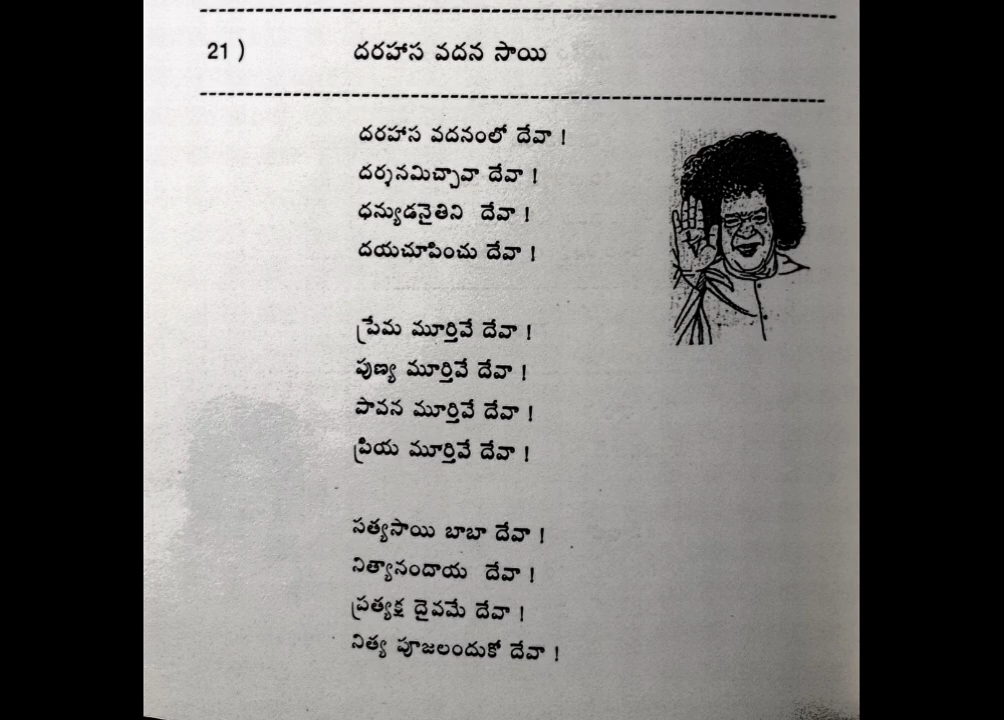 21 ) దరహాస వదన సాయి
దరహాస వదనంలో దేవా !
దర్శనమిచ్చావా దేవా !
ధన్యుడనైతిని దేవా !
దయచూపించు దేవా !
ప్రేమ మూర్తివే దేవా !
పుణ్య మూర్తివే దేవా !
పావన మూర్తివే దేవా !
ప్రియ మూర్తివే దేవా !
సత్యసాయి బాబా దేవా !
నిత్యానందాయ దేవా !
ప్రత్యక్ష దైవమే దేవా !
నిత్య పూజలందుకో దేవా !